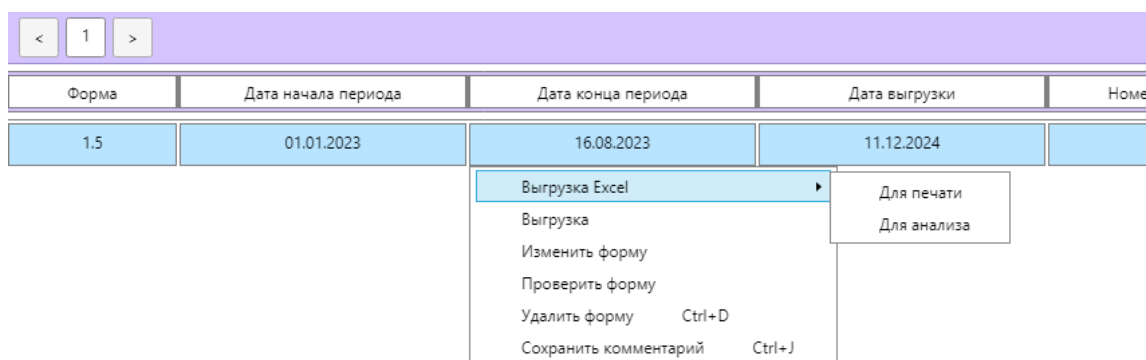 < 1 >
Форма Дата начала периода Дата конца периода Дата выгрузки Номе
1.5 01.01.2023 16.08.2023 11.12.2024
Выгрузка Excel
Для печати
Выгрузка
Для анализа
Изменить форму
Проверить форму
Удалить форму Ctrl+D
Сохранить комментарий Ctrl+J